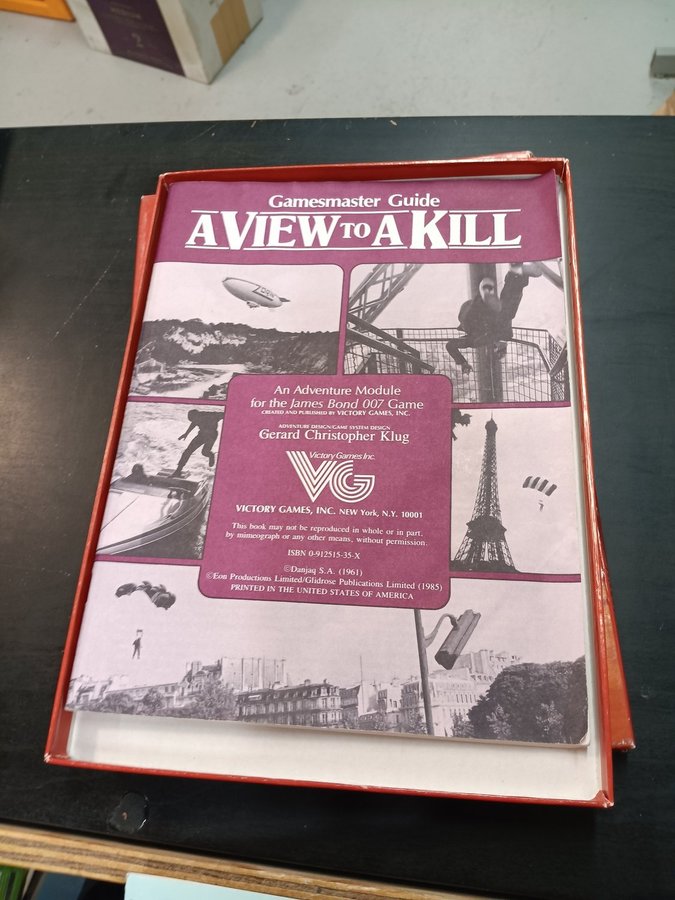 Gamesmaster Guide
A VIEW TO A KILL
An Adventure Module
for the James Bond 007 Game
CREATED AND PUBLISHED BY VICTORY GAMES, INC.
ADVENTURE DESIGN/GAME SYSTEM DESIGN
Gerard Christopher Klug
Victory Games Inc.
VG
VICTORY GAMES, INC. NEW York, N.Y. 10001
This book may not be reproduced in whole or in part,
by mimeograph or any other means, without permission.
ISBN 0-912515-35-X
©Danjaq S.A. (1961)
©Eon Productions Limited/Glidrose Publications Limited (1985)
PRINTED IN THE UNITED STATES OF AMERICA